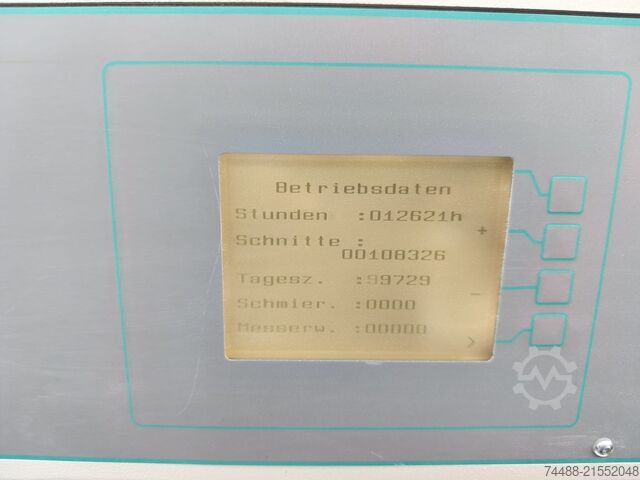 Betriebsdaten
Stunden :012621h
+
Schnitte :
00108326
Tagesz. :99729
-
Schmier. :0000
Messerw. :00000
>
74488-21552048